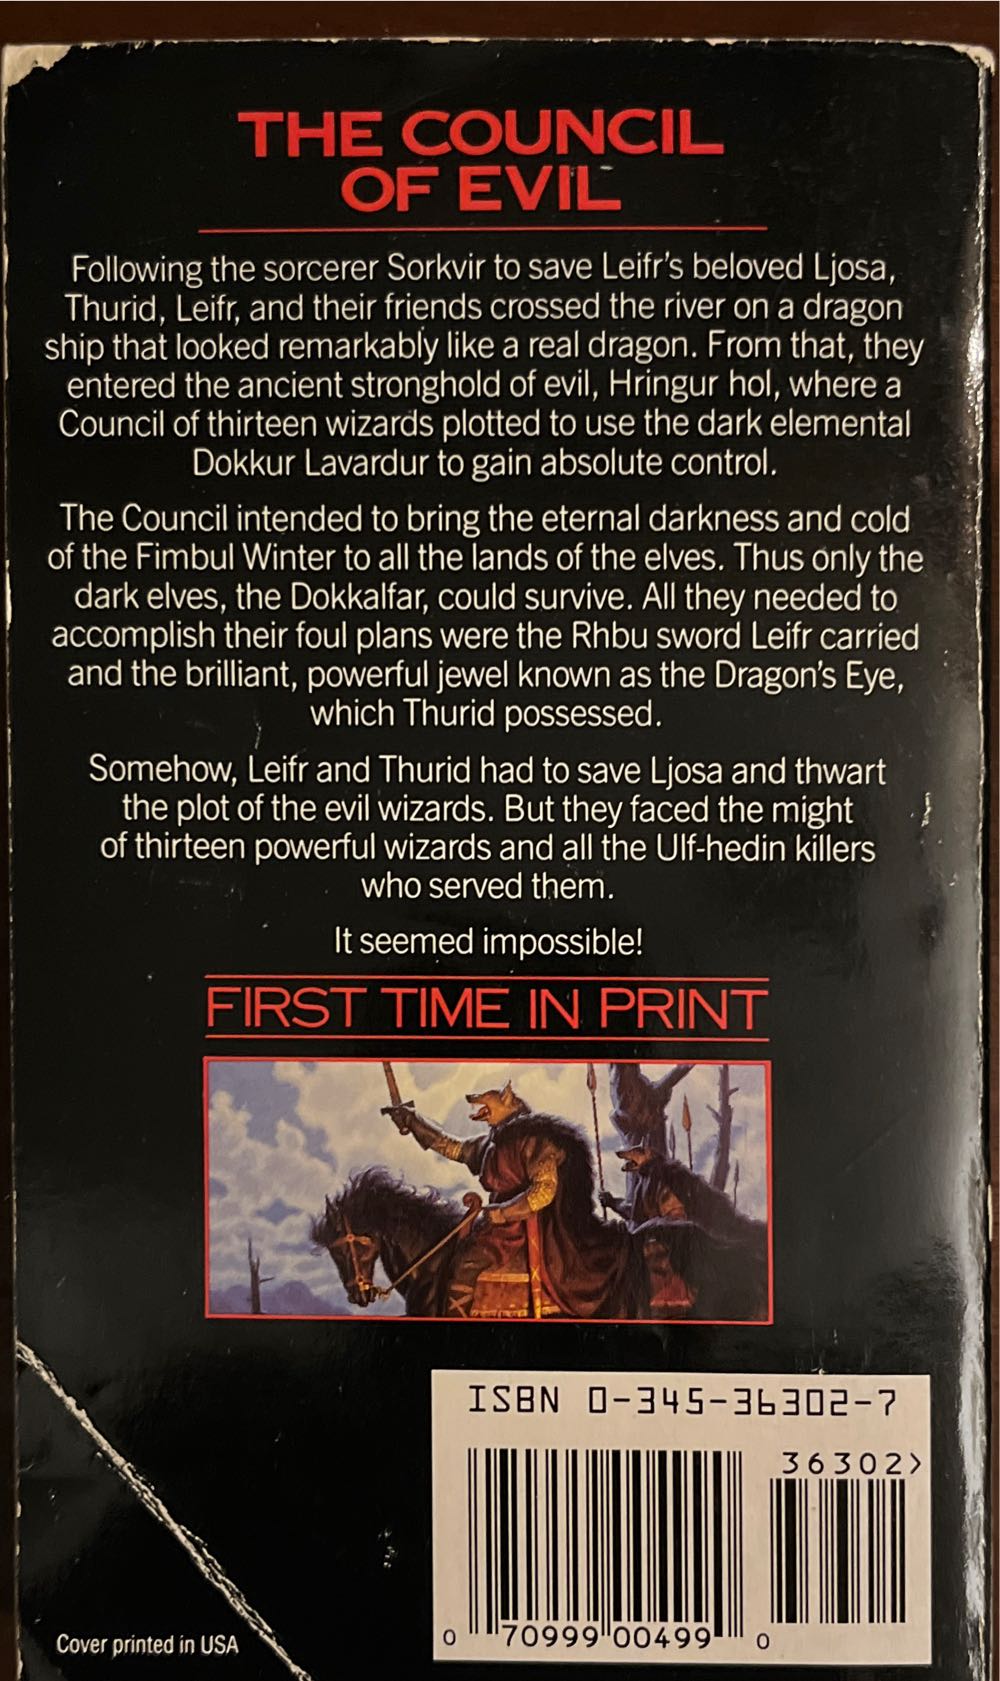 THE COUNCIL
OF EVIL
Following the sorcerer Sorkvir to save Leifr's beloved Ljosa,
Thurid, Leifr, and their friends crossed the river on a dragon
ship that looked remarkably like a real dragon. From that, they
entered the ancient stronghold of evil, Hringur hol, where a
Council of thirteen wizards plotted to use the dark elemental
Dokkur Lavardur to gain absolute control.
The Council intended to bring the eternal darkness and cold
of the Fimbul Winter to all the lands of the elves. Thus only the
dark elves, the Dokkalfar, could survive. All they needed to
accomplish their foul plans were the Rhbu sword Leifr carried
and the brilliant, powerful jewel known as the Dragon's Eye,
which Thurid possessed.
Somehow, Leifr and Thurid had to save Ljosa and thwart
the plot of the evil wizards. But they faced the might
of thirteen powerful wizards and all the Ulf-hedin killers
who served them.
It seemed impossible!
FIRST TIME IN PRINT
ISBN 0-345-36302-7
36302>
0 70999 00499 0
Cover printed in USA